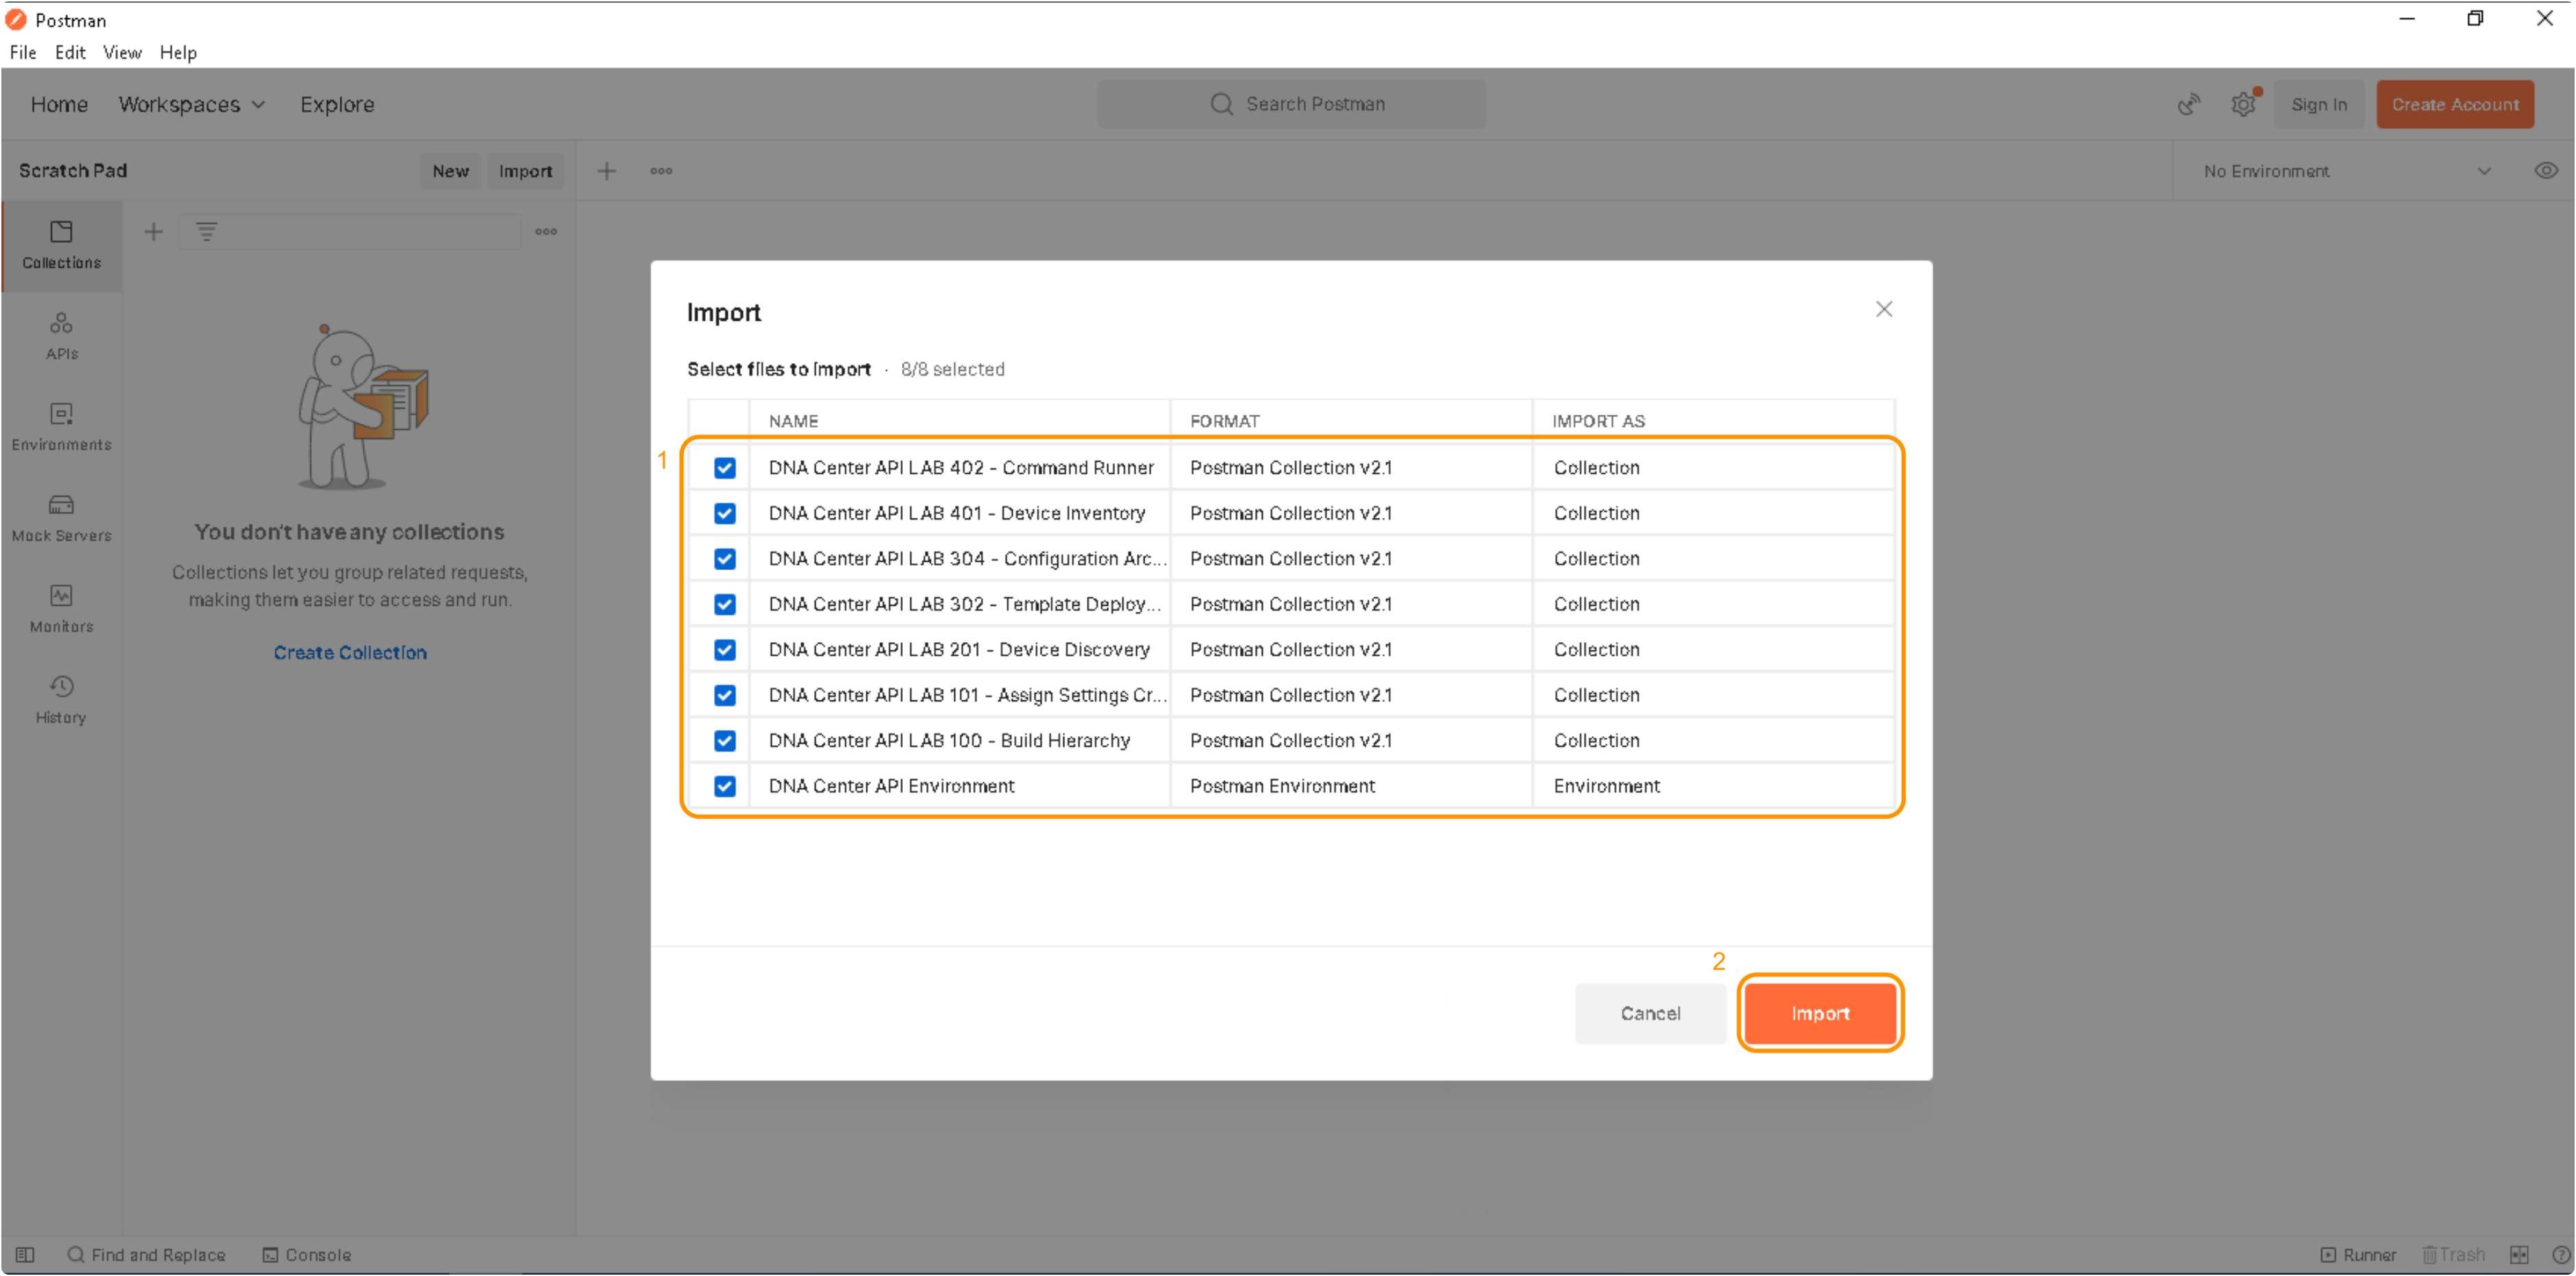 Postman
File Edit View Help
Home Workspaces Explore Search Postman Sign In Create Account
Scratch Pad New Import No Environment
Collections
APIs
Environments
Mock Servers
Monitors
History
You don't have any collections
Collections let you group related requests,
making them easier to access and run.
Create Collection
Import
Select files to import · 8/8 selected
NAME FORMAT IMPORT AS
1
DNA Center API LAB 402 - Command Runner Postman Collection v2.1 Collection
DNA Center API LAB 401 - Device Inventory Postman Collection v2.1 Collection
DNA Center API LAB 304 - Configuration Arc... Postman Collection v2.1 Collection
DNA Center API LAB 302 - Template Deploy... Postman Collection v2.1 Collection
DNA Center API LAB 201 - Device Discovery Postman Collection v2.1 Collection
DNA Center API LAB 101 - Assign Settings Cr... Postman Collection v2.1 Collection
DNA Center API LAB 100 - Build Hierarchy Postman Collection v2.1 Collection
DNA Center API Environment Postman Environment Environment
2
Cancel Import
Find and Replace Console Runner Trash